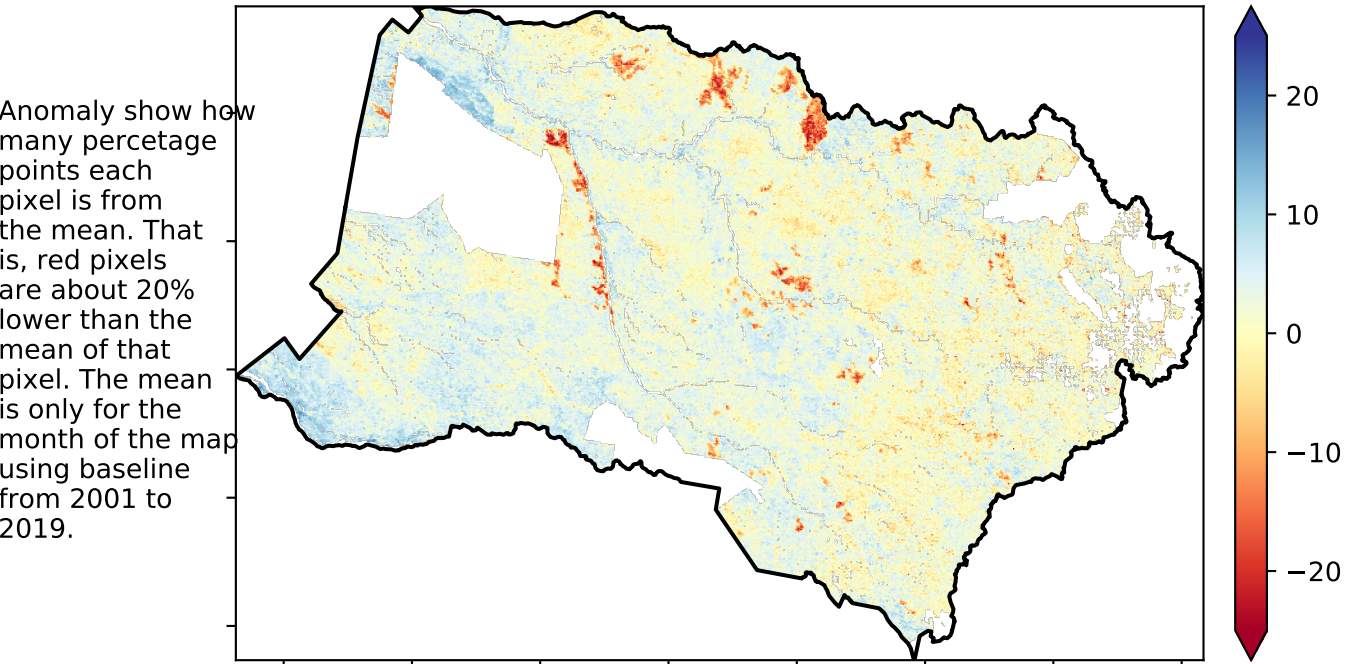 Anomaly show how
many percetage
points each
pixel is from
the mean. That
is, red pixels
are about 20%
lower than the
mean of that
pixel. The mean
is only for the
month of the map
using baseline
from 2001 to
2019.
20
10
0
−10
−20